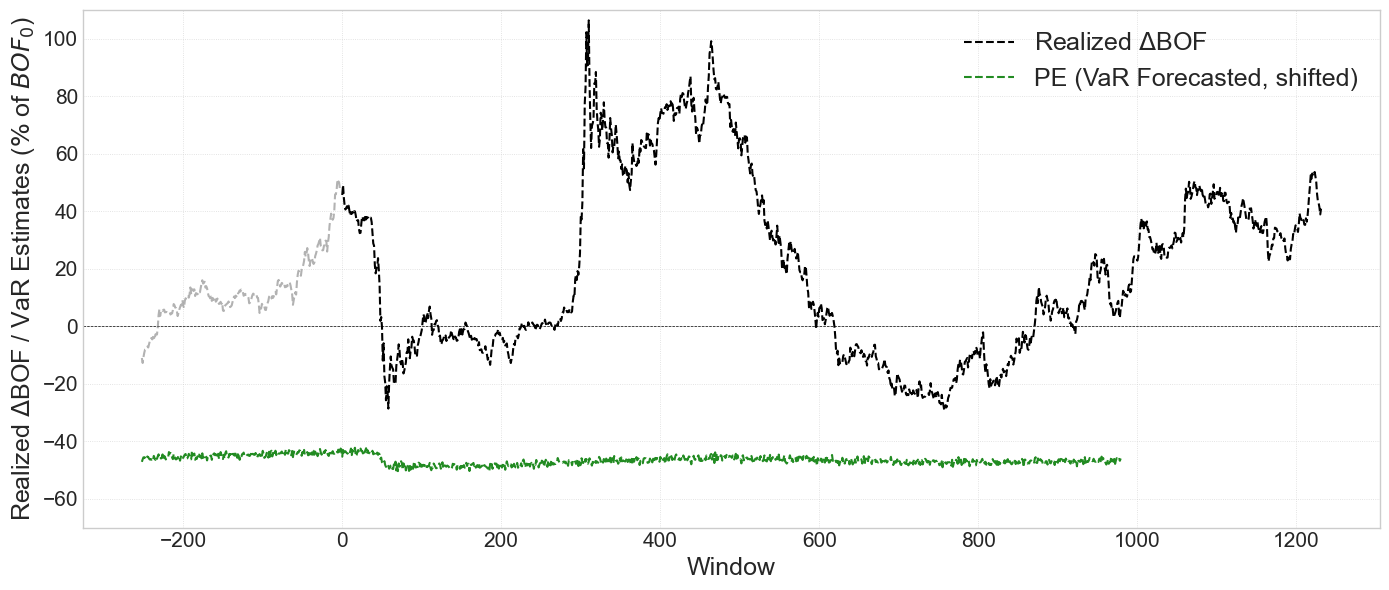 Realized ΔBOF / VaR Estimates (% of BOF₀)
100
80
60
40
20
0
−20
−40
−60
Realized ΔBOF
PE (VaR Forecasted, shifted)
−200 0 200 400 600 800 1000 1200
Window